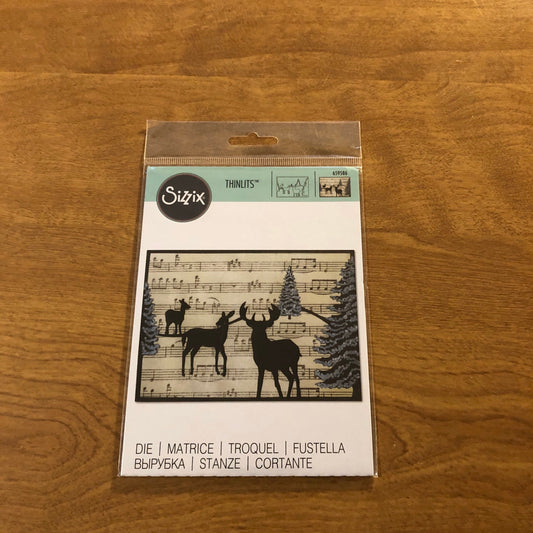 Sizzix
THINLITS™
659586
DIE | MATRICE | TROQUEL | FUSTELLA
ВЫРУБКА | STANZE | CORTANTE